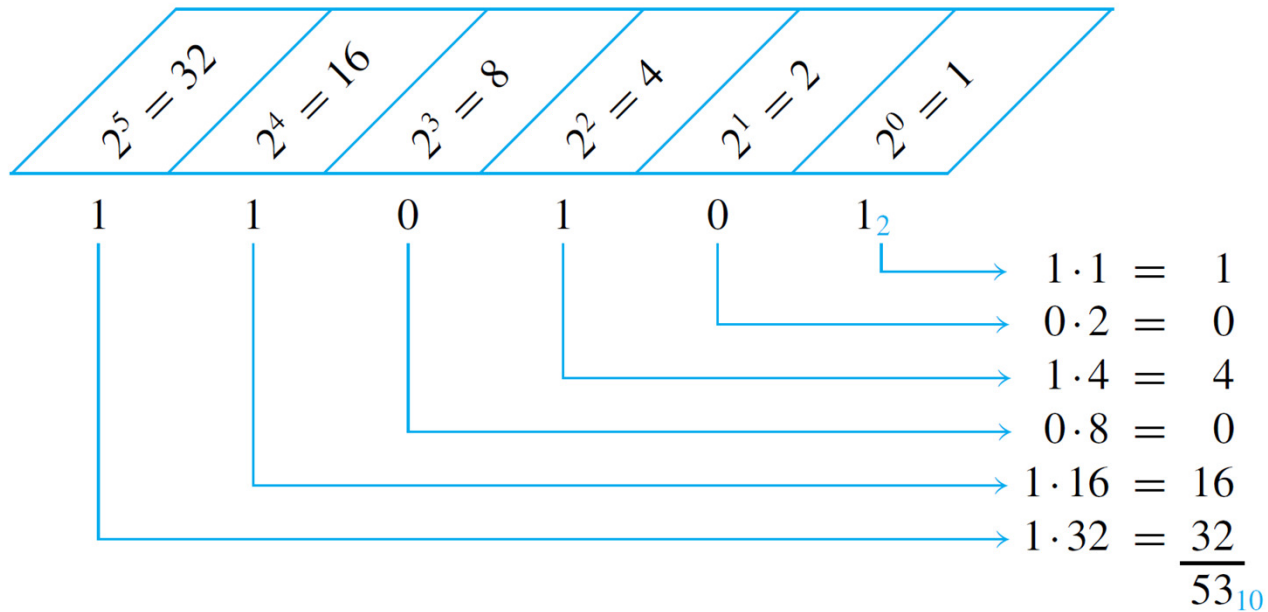 2⁵ = 32 2⁴ = 16 2³ = 8 2² = 4 2¹ = 2 2⁰ = 1
1 1 0 1 0 1₂
1 · 1 = 1
0 · 2 = 0
1 · 4 = 4
0 · 8 = 0
1 · 16 = 16
1 · 32 = 32
53₁₀